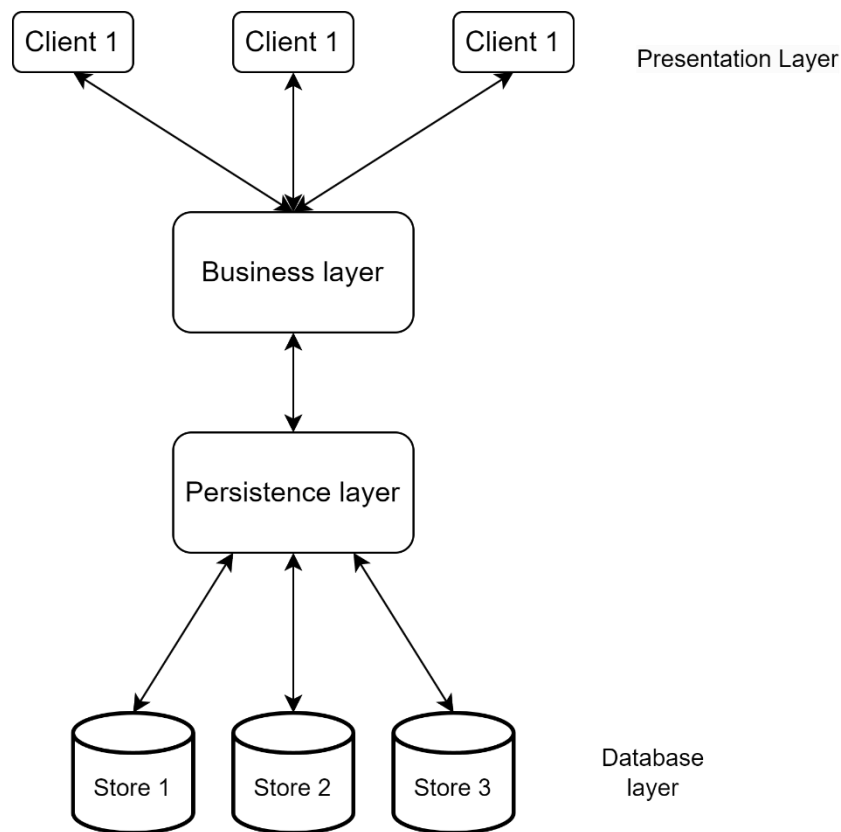 Client 1
Client 1
Client 1
Presentation Layer
Business layer
Persistence layer
Store 1
Store 2
Store 3
Database
layer